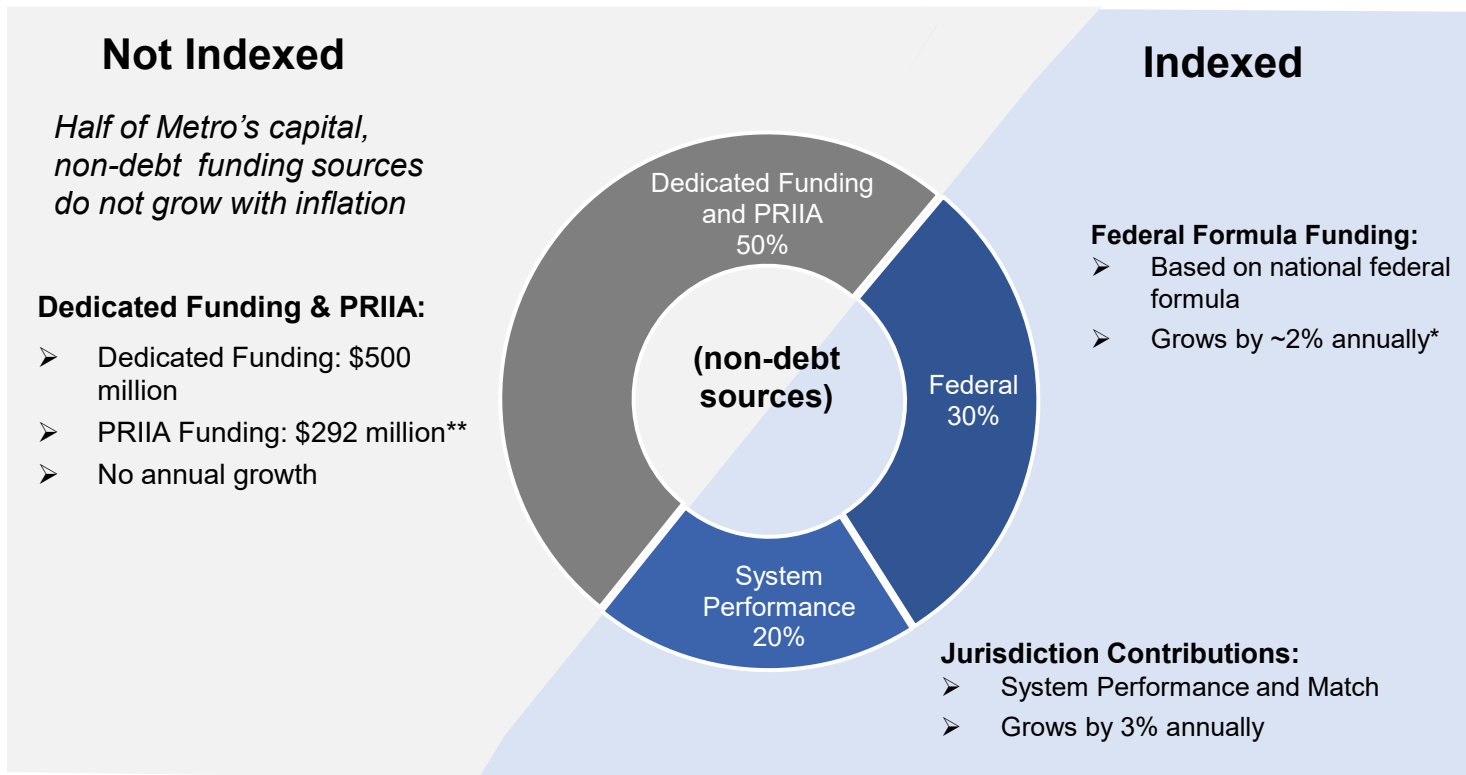 Not Indexed
Half of Metro's capital,
non-debt  funding sources
do not grow with inflation
Dedicated Funding & PRIIA:
➢ Dedicated Funding: $500
million
➢ PRIIA Funding: $292 million**
➢ No annual growth
Dedicated Funding
and PRIIA
50%
(non-debt
sources)
Federal
30%
System
Performance
20%
Indexed
Federal Formula Funding:
➢ Based on national federal
formula
➢ Grows by ~2% annually*
Jurisdiction Contributions:
➢ System Performance and Match
➢ Grows by 3% annually